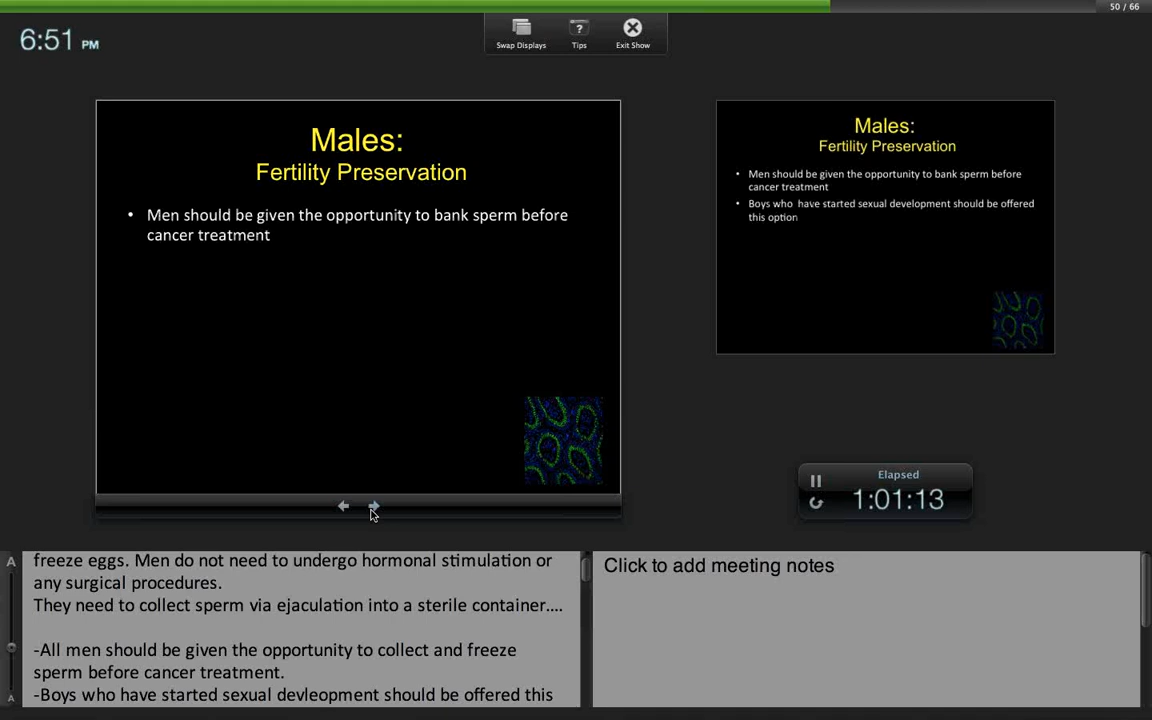 50 / 66
6:51 PM
Swap Displays
Tips
Exit Show
Males:
Fertility Preservation
• Men should be given the opportunity to bank sperm before
cancer treatment
Males:
Fertility Preservation
• Men should be given the opportunity to bank sperm before
cancer treatment
• Boys who  have started sexual development should be offered
this option
Elapsed
1:01:13
A
A
freeze eggs. Men do not need to undergo hormonal stimulation or
any surgical procedures.
They need to collect sperm via ejaculation into a sterile container....
-All men should be given the opportunity to collect and freeze
sperm before cancer treatment.
-Boys who have started sexual devleopment should be offered this
Click to add meeting notes